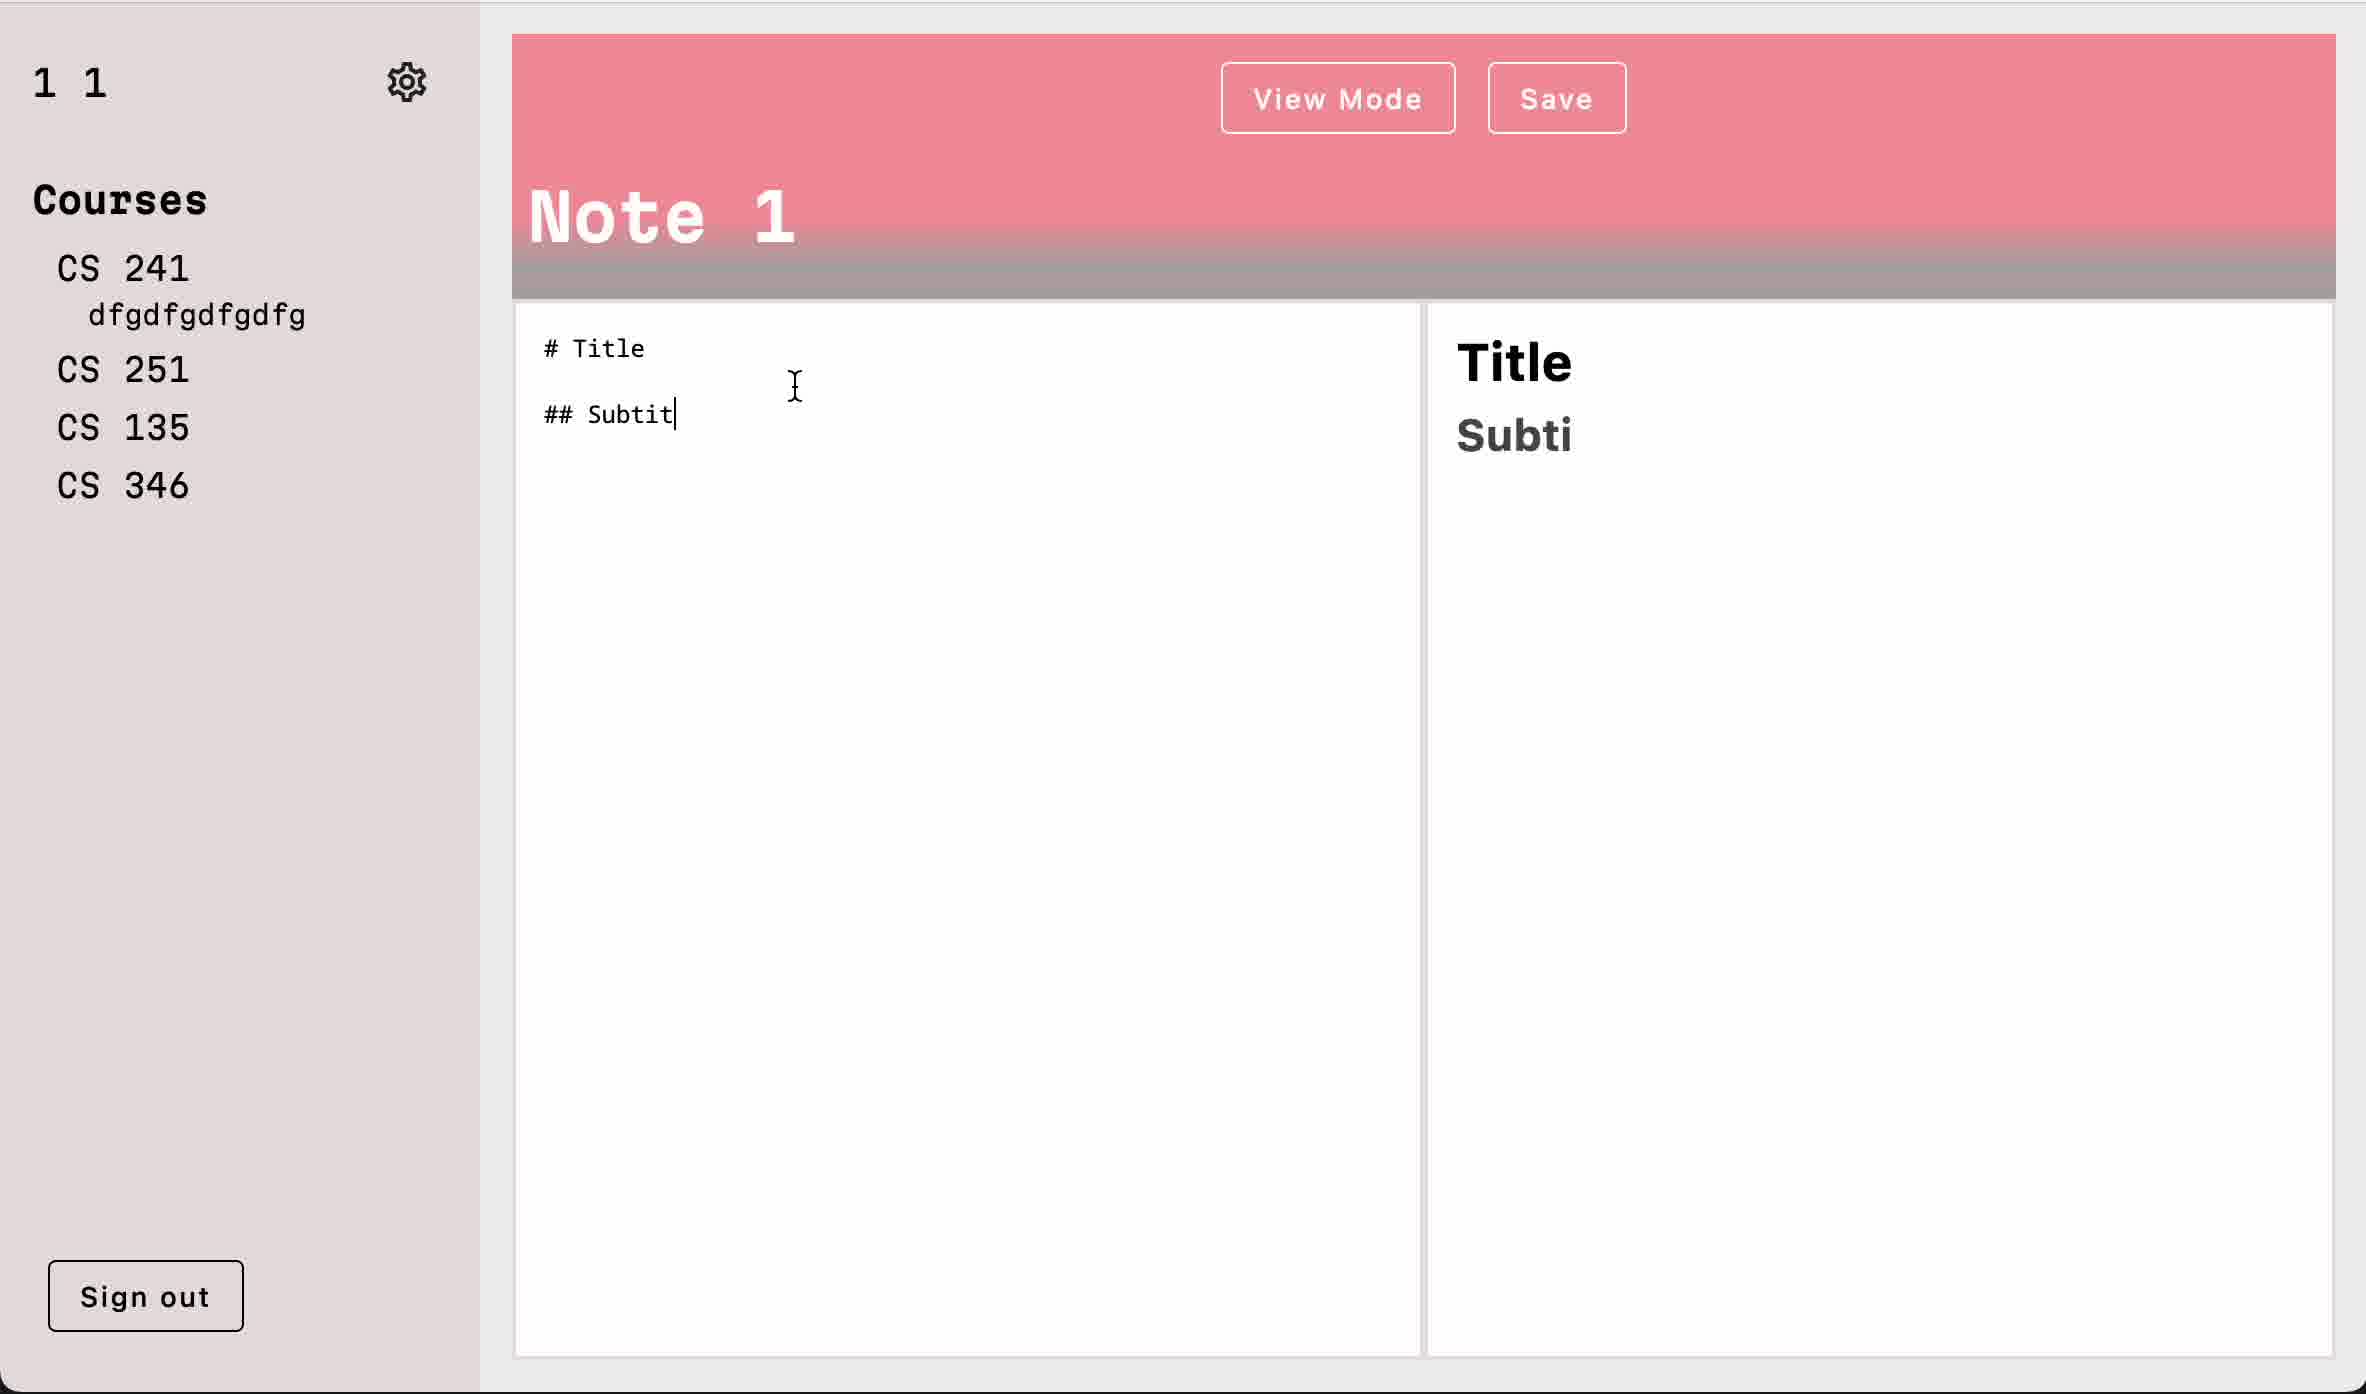 1 1
Courses
CS 241
dfgdfgdfgdfg
CS 251
CS 135
CS 346
Sign out
View Mode
Save
Note 1
# Title
## Subtit
Title
Subti